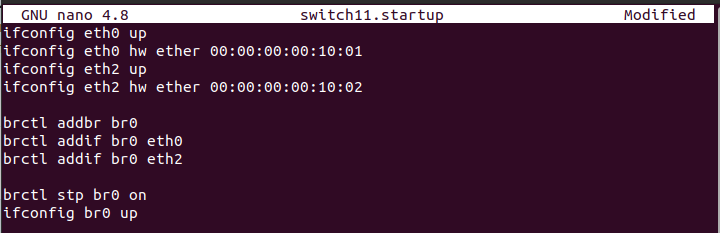 GNU nano 4.8 switch11.startup Modified
ifconfig eth0 up
ifconfig eth0 hw ether 00:00:00:00:10:01
ifconfig eth2 up
ifconfig eth2 hw ether 00:00:00:00:10:02
brctl addbr br0
brctl addif br0 eth0
brctl addif br0 eth2
brctl stp br0 on
ifconfig br0 up